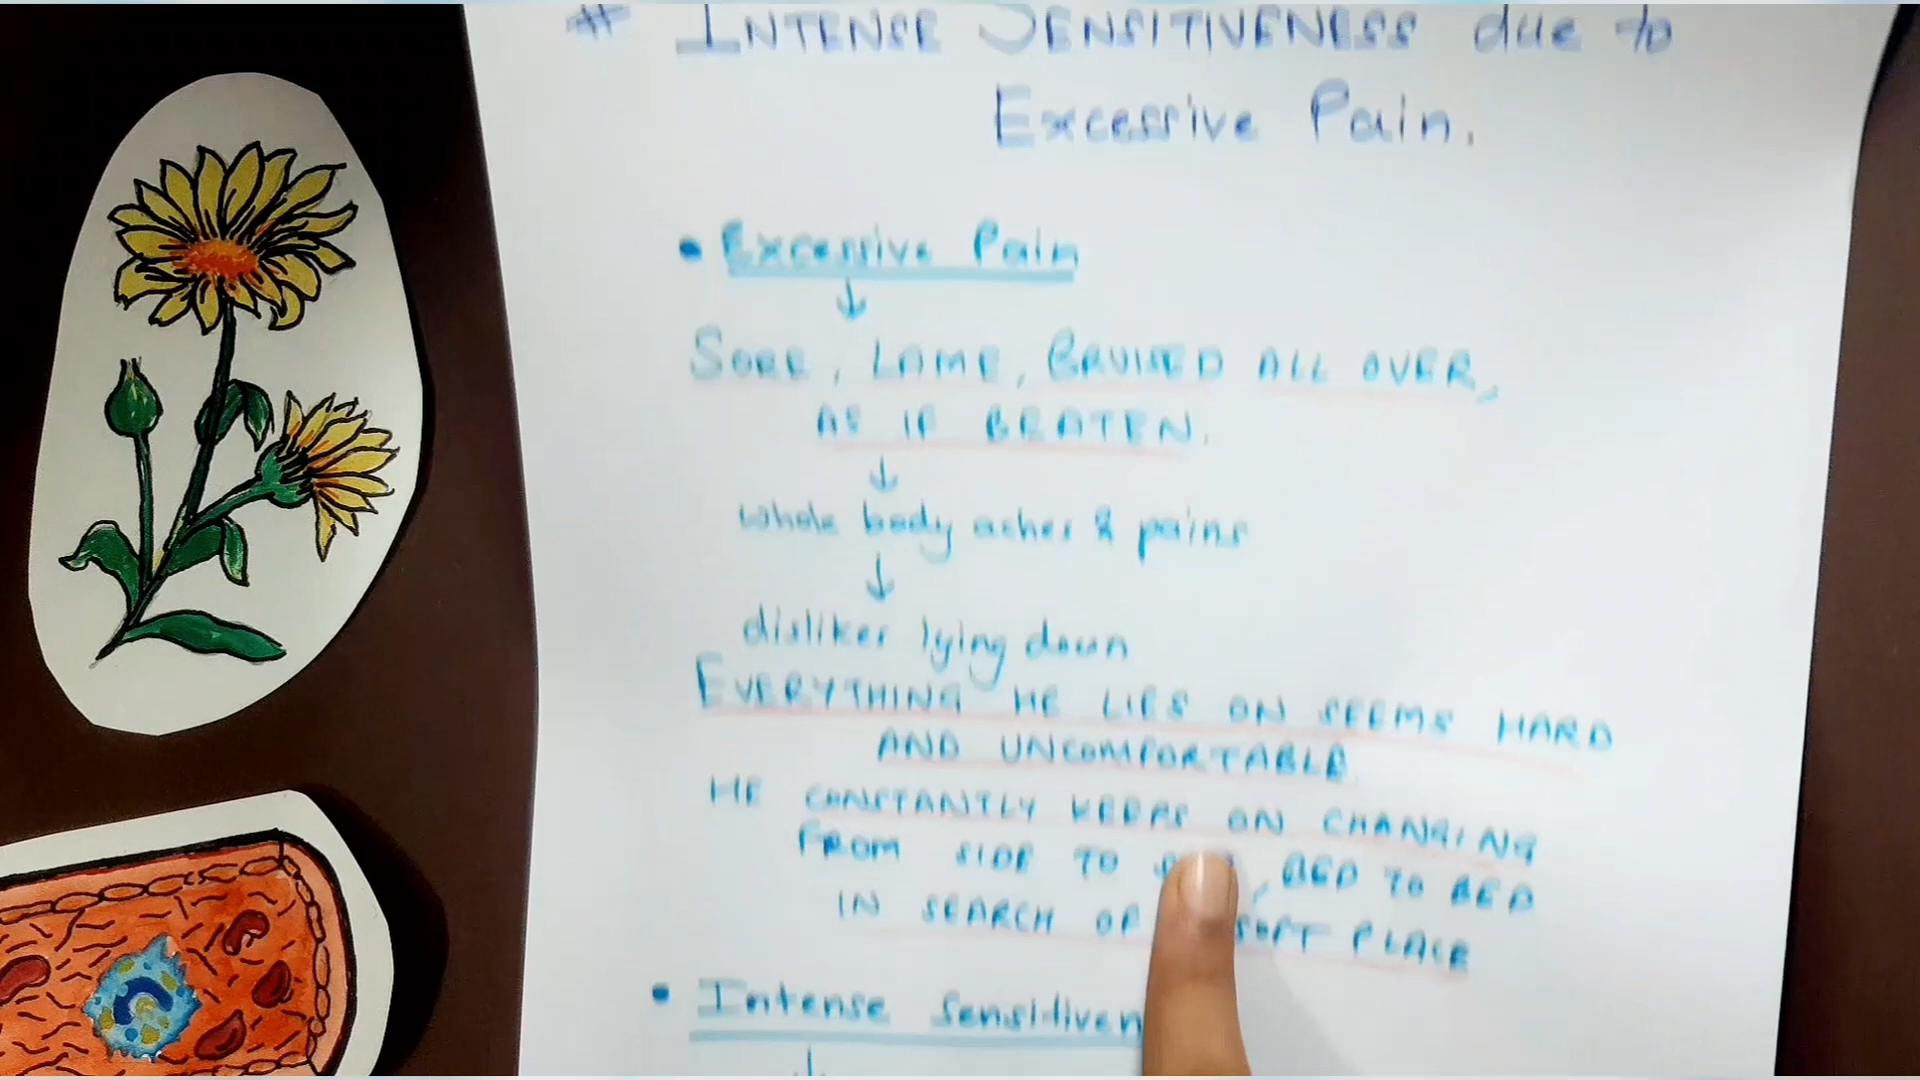 # INTENSE SENSITIVENESS due to
Excessive Pain.
• Excessive Pain
↓
SORE, LAME, BRUISED ALL OVER,
AS IF BEATEN.
↓
whole body aches & pains
↓
dislikes lying down
EVERYTHING HE LIES ON SEEMS HARD
AND UNCOMFORTABLE.
HE CONSTANTLY KEEPS ON CHANGING
FROM SIDE TO , BED TO BED
IN SEARCH OF SOFT PLACE
• Intense Sensitiven
↓